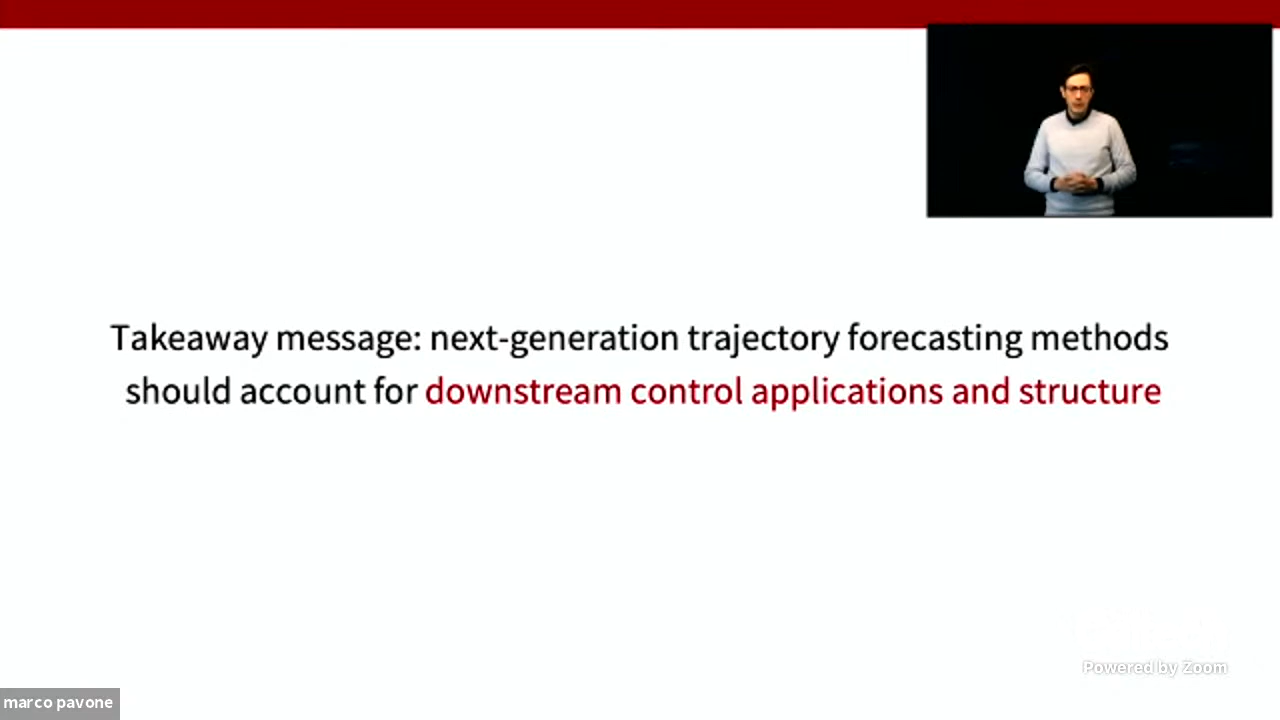 Takeaway message: next-generation trajectory forecasting methods
should account for downstream control applications and structure
Powered by Zoom
marco pavone